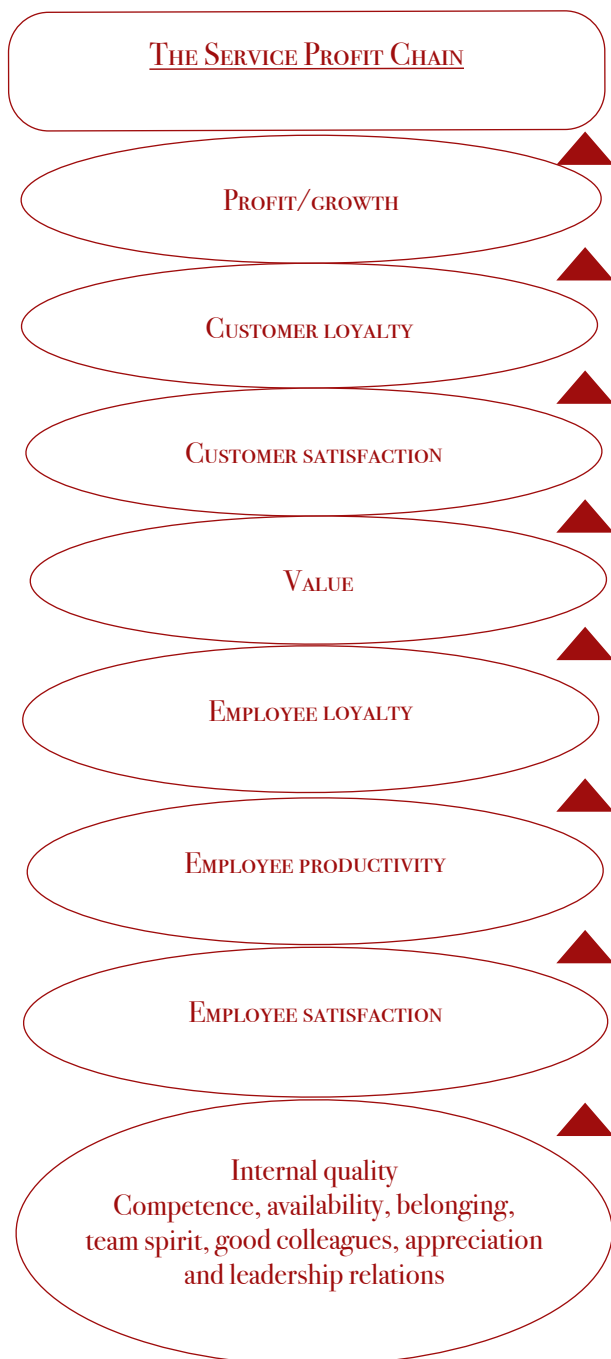 The Service Profit Chain
Profit/growth
Customer loyalty
Customer satisfaction
Value
Employee loyalty
Employee productivity
Employee satisfaction
Internal quality
Competence, availability, belonging,
team spirit, good colleagues, appreciation
and leadership relations